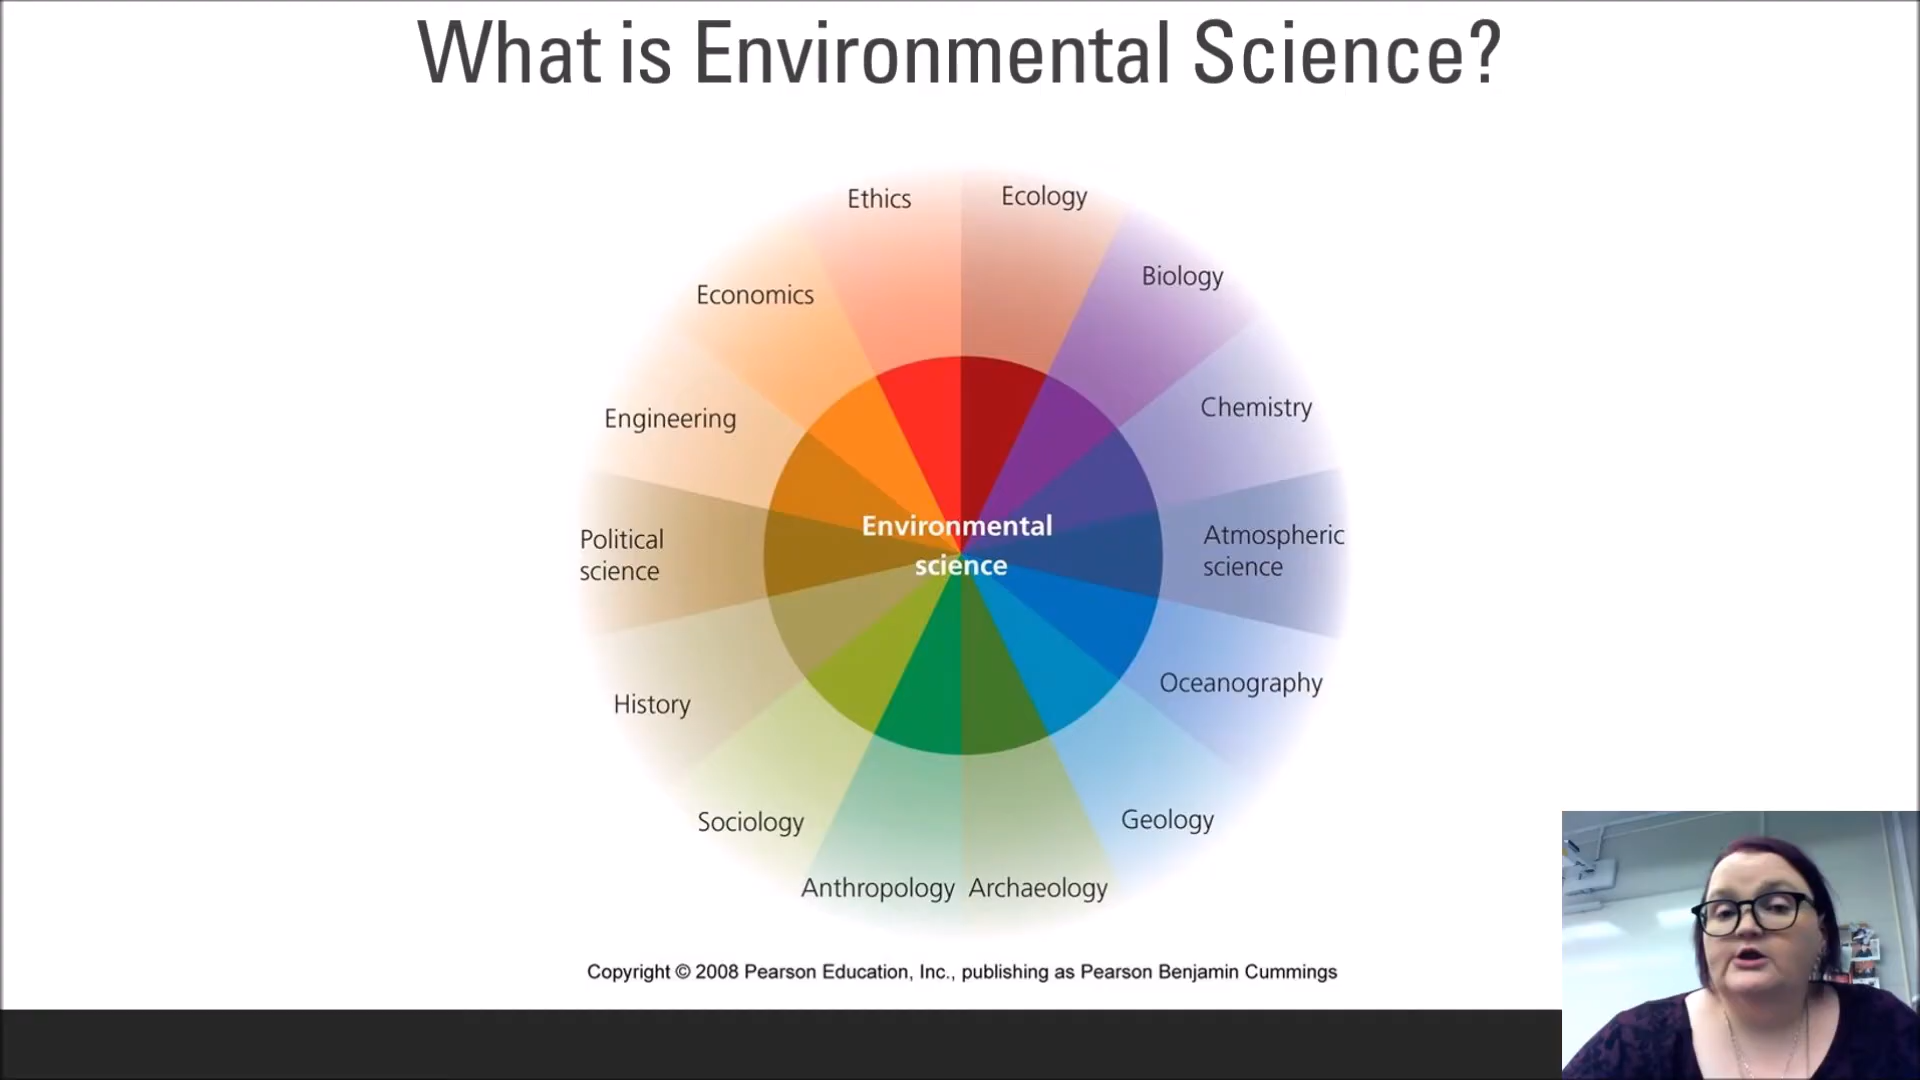 What is Environmental Science?
Ethics
Ecology
Biology
Economics
Chemistry
Engineering
Environmental
science
Political
science
Atmospheric
science
History
Oceanography
Sociology
Geology
Anthropology
Archaeology
Copyright © 2008 Pearson Education, Inc., publishing as Pearson Benjamin Cummings